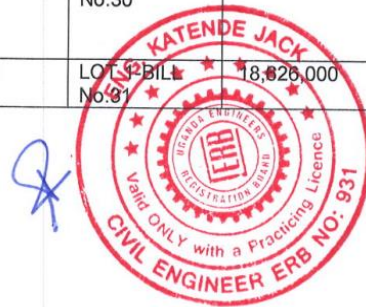 No.30
LOT 1-BILL 18,826,000
No.31
ENG. KATENDE JACK
UGANDA ENGINEERS
ERB
REGISTRATION BOARD
Valid ONLY with a Practicing Licence
CIVIL ENGINEER ERB NO: 931